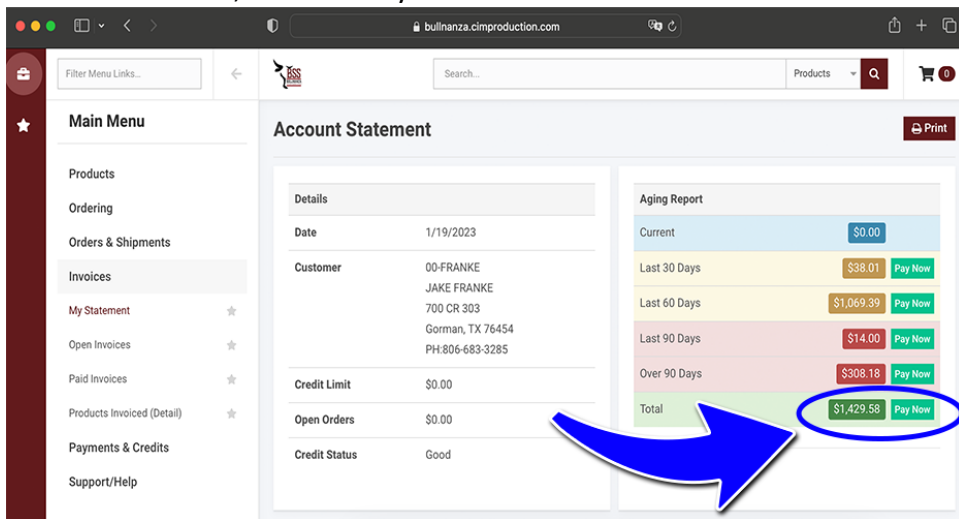 bullnanza.cimproduction.com
Filter Menu Links...
BSS
Search...
Products
0
Main Menu
Account Statement
Print
Products
Ordering
Orders & Shipments
Invoices
My Statement
Open Invoices
Paid Invoices
Products Invoiced (Detail)
Payments & Credits
Support/Help
Details
Date 1/19/2023
Customer 00-FRANKE
JAKE FRANKE
700 CR 303
Gorman, TX 76454
PH:806-683-3285
Credit Limit $0.00
Open Orders $0.00
Credit Status Good
Aging Report
Current $0.00
Last 30 Days $38.01 Pay Now
Last 60 Days $1,069.39 Pay Now
Last 90 Days $14.00 Pay Now
Over 90 Days $308.18 Pay Now
Total $1,429.58 Pay Now